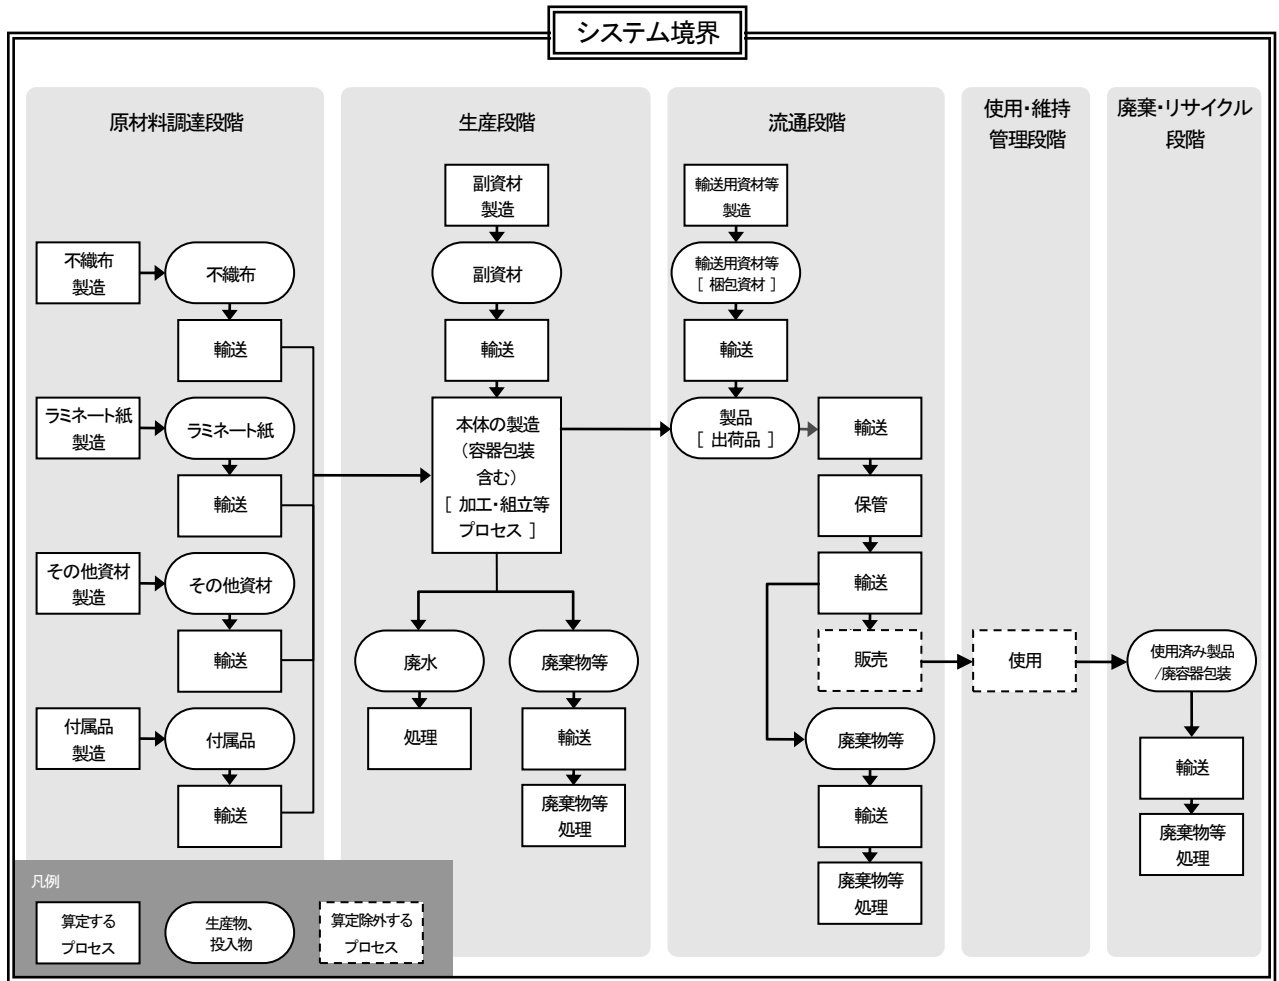 システム境界
原材料調達段階
不織布
製造
不織布
輸送
ラミネート紙
製造
ラミネート紙
輸送
その他資材
製造
その他資材
輸送
付属品
製造
付属品
輸送
生産段階
副資材
製造
副資材
輸送
本体の製造
（容器包装
含む）
［ 加工・組立等
プロセス ］
廃水
処理
廃棄物等
輸送
廃棄物等
処理
流通段階
輸送用資材等
製造
輸送用資材等
［ 梱包資材 ］
輸送
製品
［ 出荷品 ］
輸送
保管
輸送
販売
廃棄物等
輸送
廃棄物等
処理
使用・維持
管理段階
使用
廃棄・リサイクル
段階
使用済み製品
/廃容器包装
輸送
廃棄物等
処理
凡例
算定する
プロセス
生産物、
投入物
算定除外する
プロセス